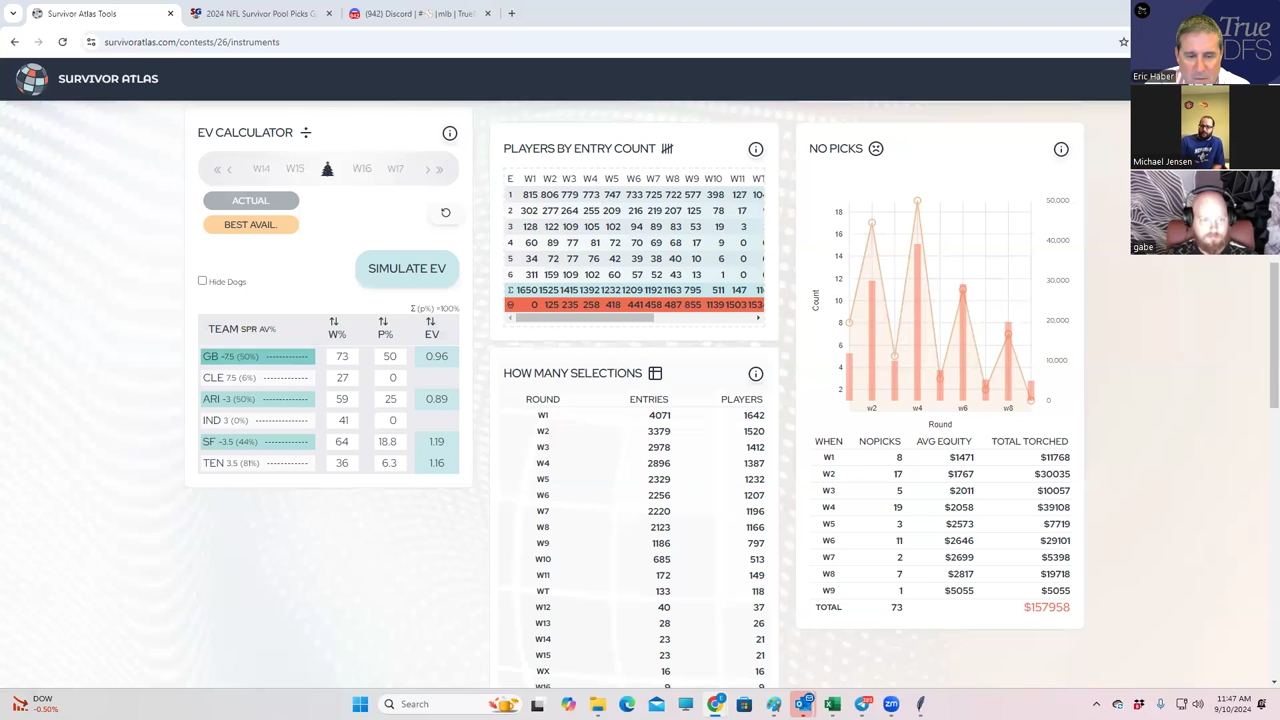 Survivor Atlas Tools
2024 NFL Survivor Pool Picks G
(942) Discord | #
| mlb | TrueF
survivoratlas.com/contests/26/instruments
SURVIVOR ATLAS
True
DFS
Eric Haber
Michael Jensen
gabe
EV CALCULATOR
« ‹ W14 W15 W16 W17 › »
ACTUAL
BEST AVAIL.
SIMULATE EV
Hide Dogs
Σ (p%) =100%
TEAM SPR AV% W% P% EV
GB -7.5 (50%) 73 50 0.96
CLE 7.5 (6%) 27 0
ARI -3 (50%) 59 25 0.89
IND 3 (0%) 41 0
SF -3.5 (44%) 64 18.8 1.19
TEN 3.5 (81%) 36 6.3 1.16
PLAYERS BY ENTRY COUNT
E W1 W2 W3 W4 W5 W6 W7 W8 W9 W10 W11 W1
1 815 806 779 773 747 733 725 722 577 398 127 10
2 302 277 264 255 209 216 219 207 125 78 17
3 128 122 109 105 102 94 89 83 53 19 3
4 60 89 77 81 72 70 69 68 17 9 0
5 34 72 76 76 42 39 38 40 10 6 0
6 311 159 110 102 60 57 52 43 13 1 0
Σ 1650 1525 1415 1392 1232 1209 1192 1163 795 511 147 11
0 125 235 258 418 441 458 487 855 1139 1503 153
HOW MANY SELECTIONS
ROUND ENTRIES PLAYERS
W1 4071 1642
W2 3379 1520
W3 2978 1412
W4 2896 1387
W5 2329 1232
W6 2256 1207
W7 2220 1196
W8 2123 1166
W9 1186 797
W10 685 513
W11 172 149
WT 133 118
W12 40 37
W13 28 26
W14 23 21
W15 23 21
WX 16 16
W16 9 9
NO PICKS
18 50,000
16
14 40,000
12
10 30,000
8 20,000
6
4 10,000
2 0
Count
w2 w4 w6 w8
Round
WHEN NOPICKS AVG EQUITY TOTAL TORCHED
W1 8 $1471 $11768
W2 17 $1767 $30035
W3 5 $2011 $10057
W4 19 $2058 $39108
W5 3 $2573 $7719
W6 11 $2646 $29101
W7 2 $2699 $5398
W8 7 $2817 $19718
W9 1 $5055 $5055
TOTAL 73 $157958
DOW
-0.50%
Search
11:47 AM
9/10/2024